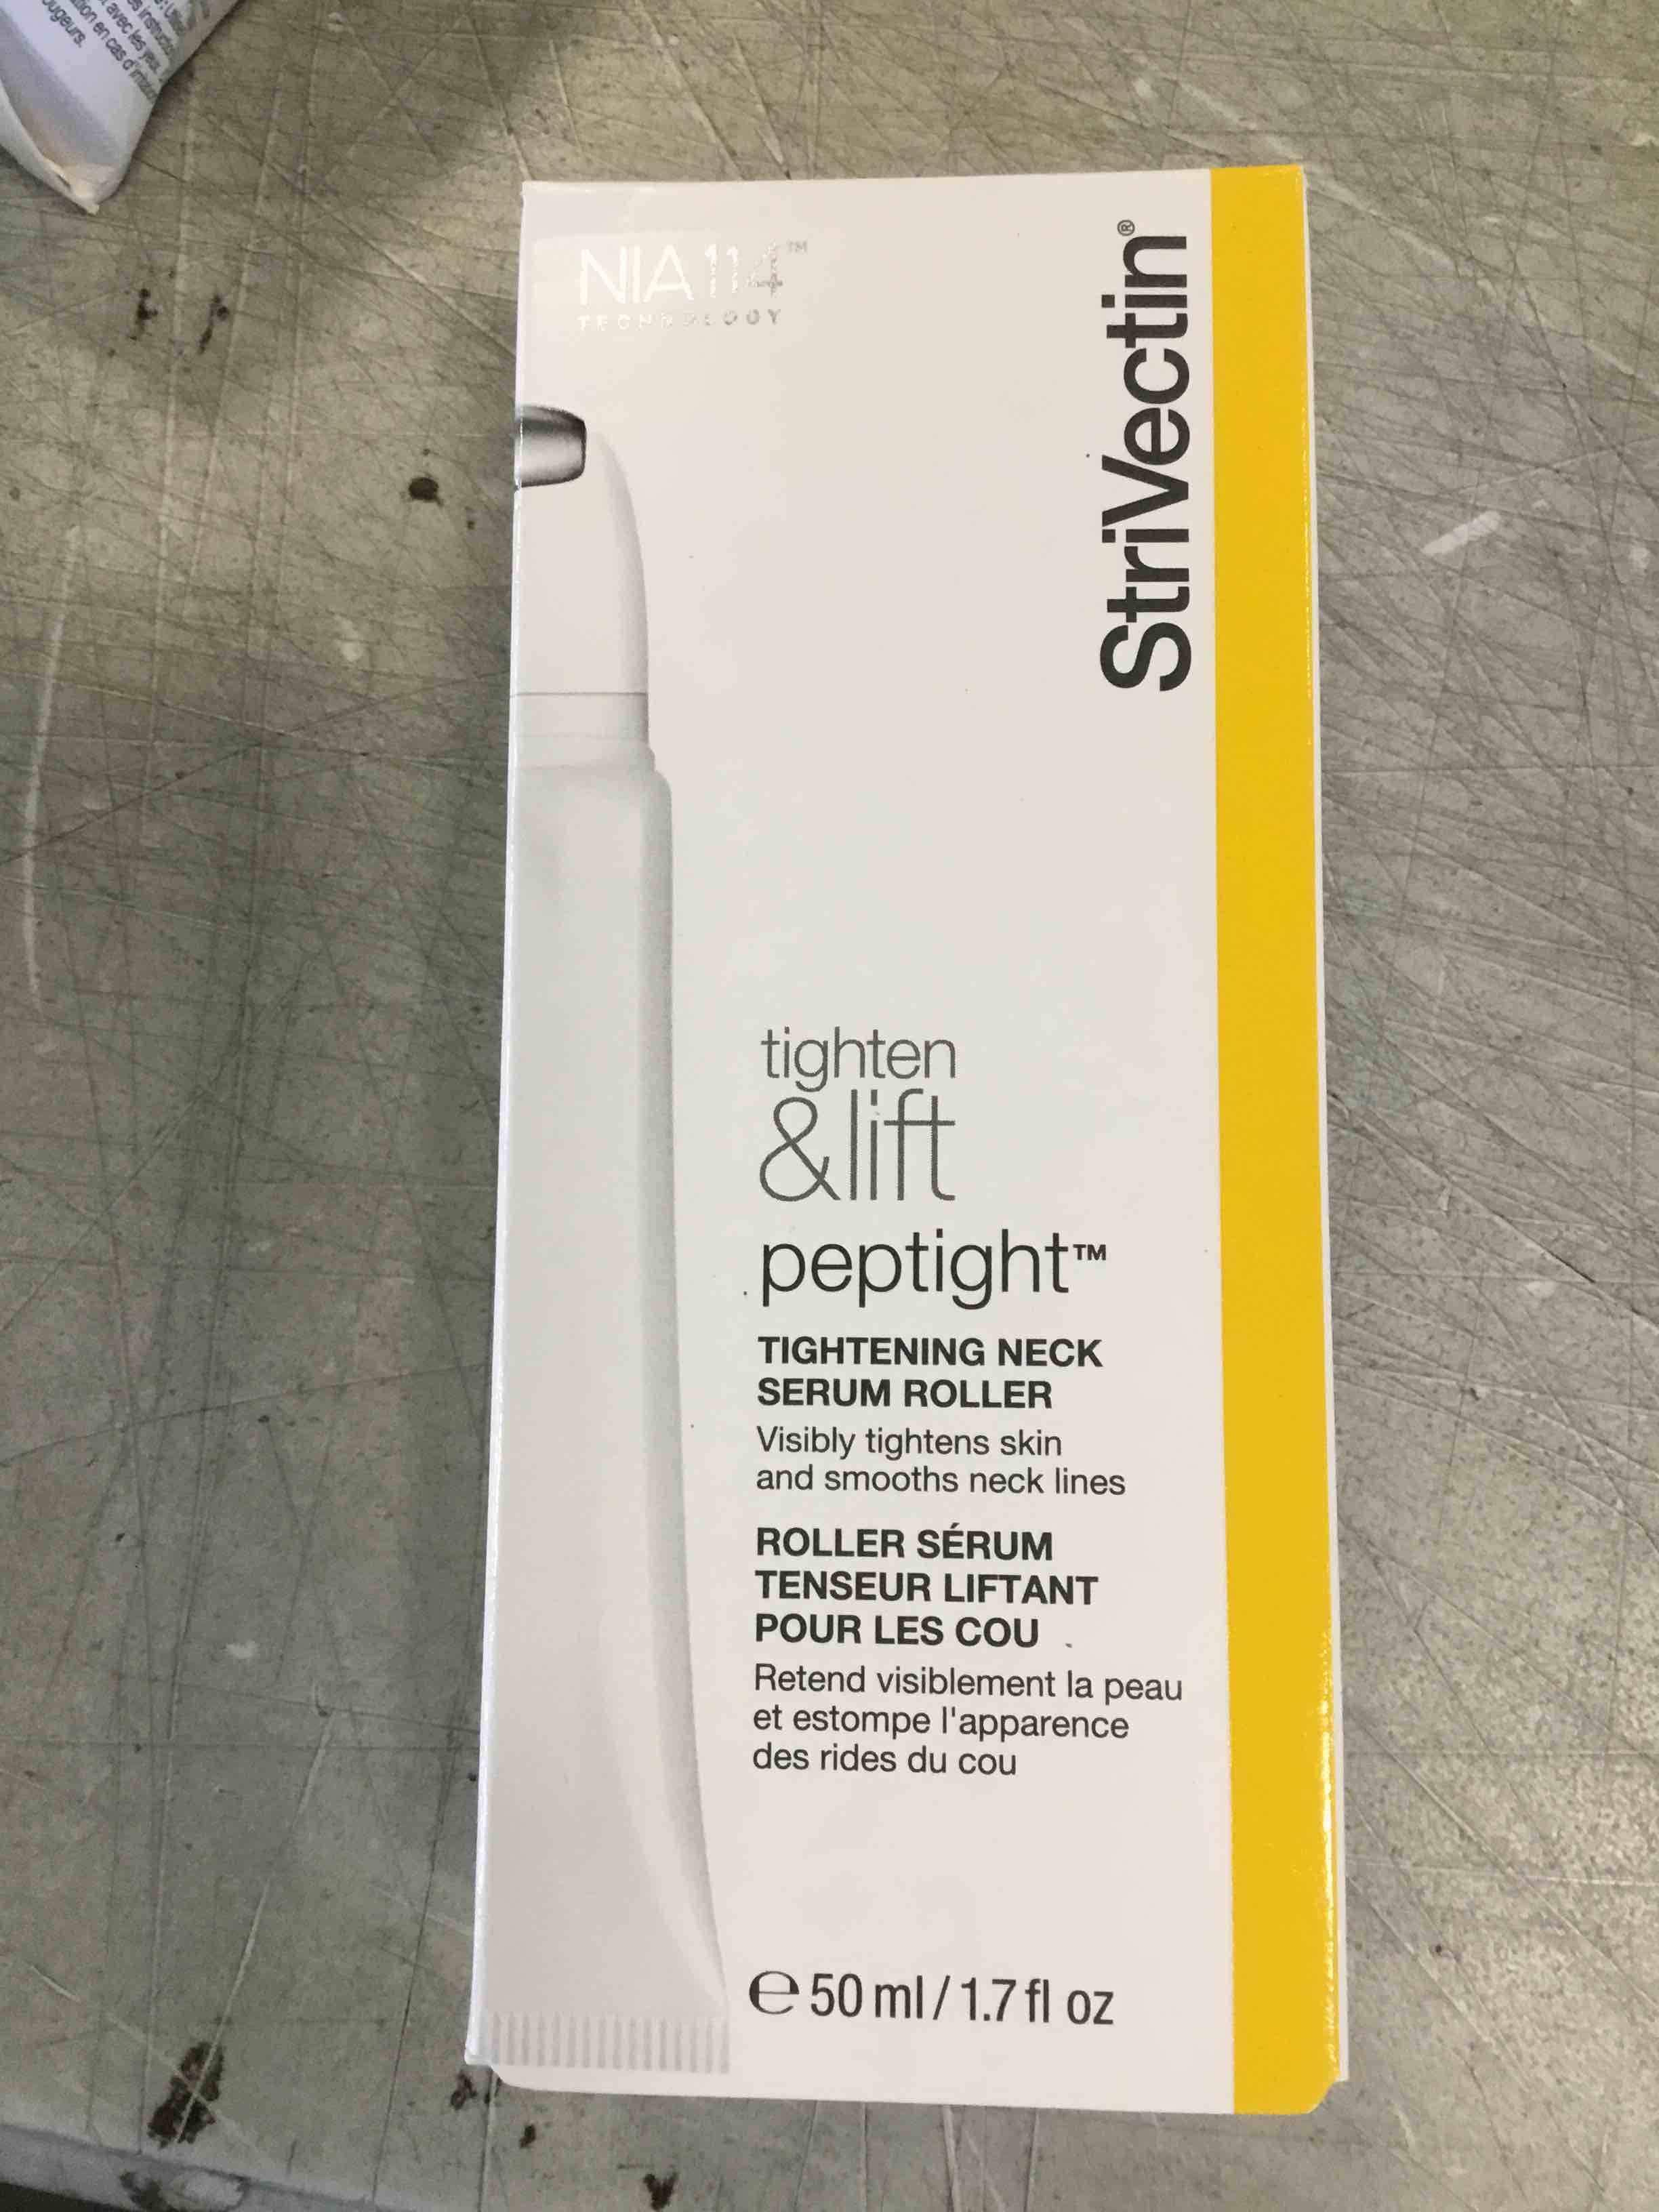 ougeurs.
NIA114™
TECHNOLOGY
StriVectin®
tighten
&lift
peptight™
TIGHTENING NECK
SERUM ROLLER
Visibly tightens skin
and smooths neck lines
ROLLER SÉRUM
TENSEUR LIFTANT
POUR LES COU
Retend visiblement la peau
et estompe l'apparence
des rides du cou
℮ 50 ml / 1.7 fl oz